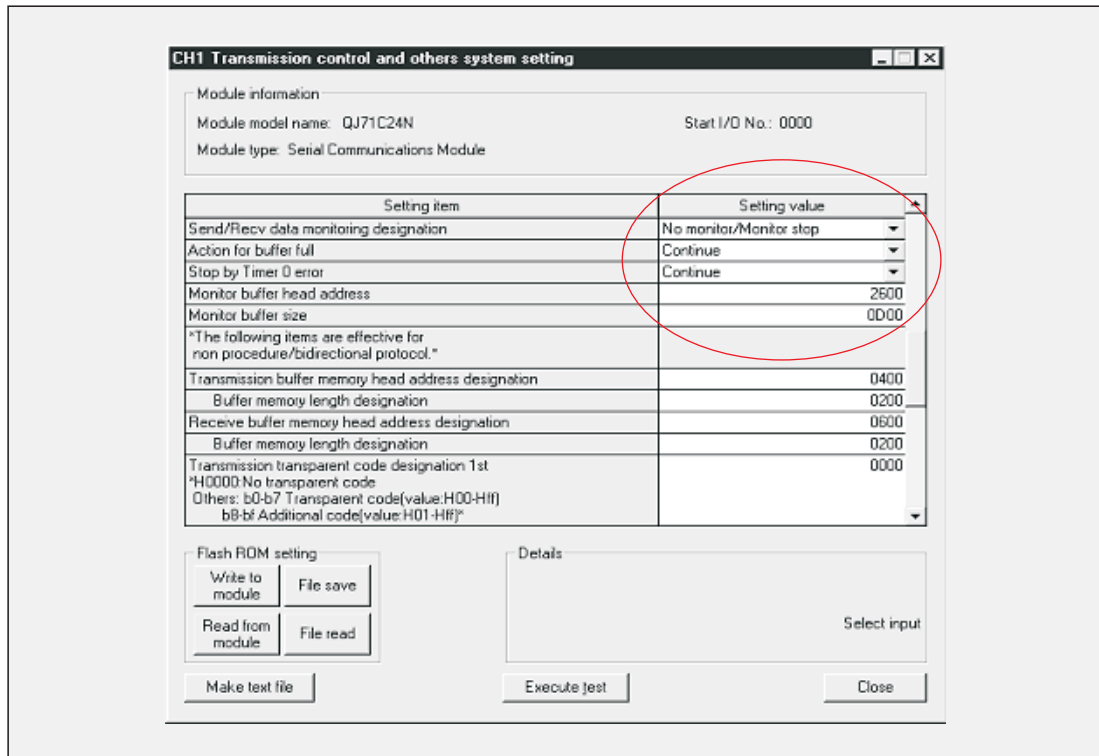 CH1 Transmission control and others system setting
Module information
Module model name: QJ71C24N
Start I/O No.: 0000
Module type: Serial Communications Module
Setting item
Setting value
Send/Recv data monitoring designation
No monitor/Monitor stop
Action for buffer full
Continue
Stop by Timer 0 error
Continue
Monitor buffer head address
2600
Monitor buffer size
0D00
*The following items are effective for
non procedure/bidirectional protocol.*
Transmission buffer memory head address designation
0400
Buffer memory length designation
0200
Receive buffer memory head address designation
0600
Buffer memory length designation
0200
Transmission transparent code designation 1st
0000
*H0000:No transparent code
Others: b0-b7 Transparent code(value:H00-Hff)
b8-bf Additional code(value:H01-Hff)*
Flash ROM setting
Details
Write to
module
File save
Read from
module
File read
Select input
Make text file
Execute test
Close